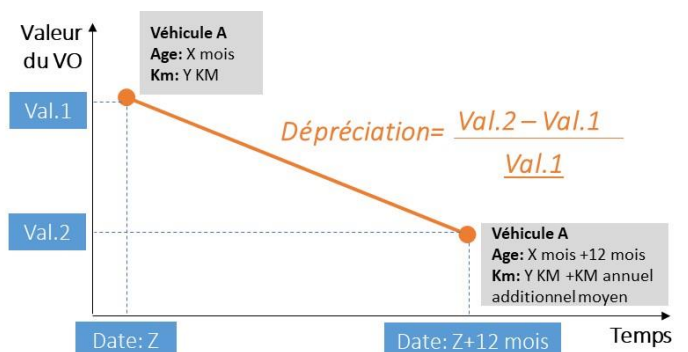 Valeur
du VO
Véhicule A
Age: X mois
Km: Y KM
Val.1
Dépréciation= Val.2 – Val.1
Val.1
Val.2
Véhicule A
Age: X mois +12 mois
Km: Y KM +KM annuel
additionnel moyen
Date: Z
Date: Z+12 mois
Temps